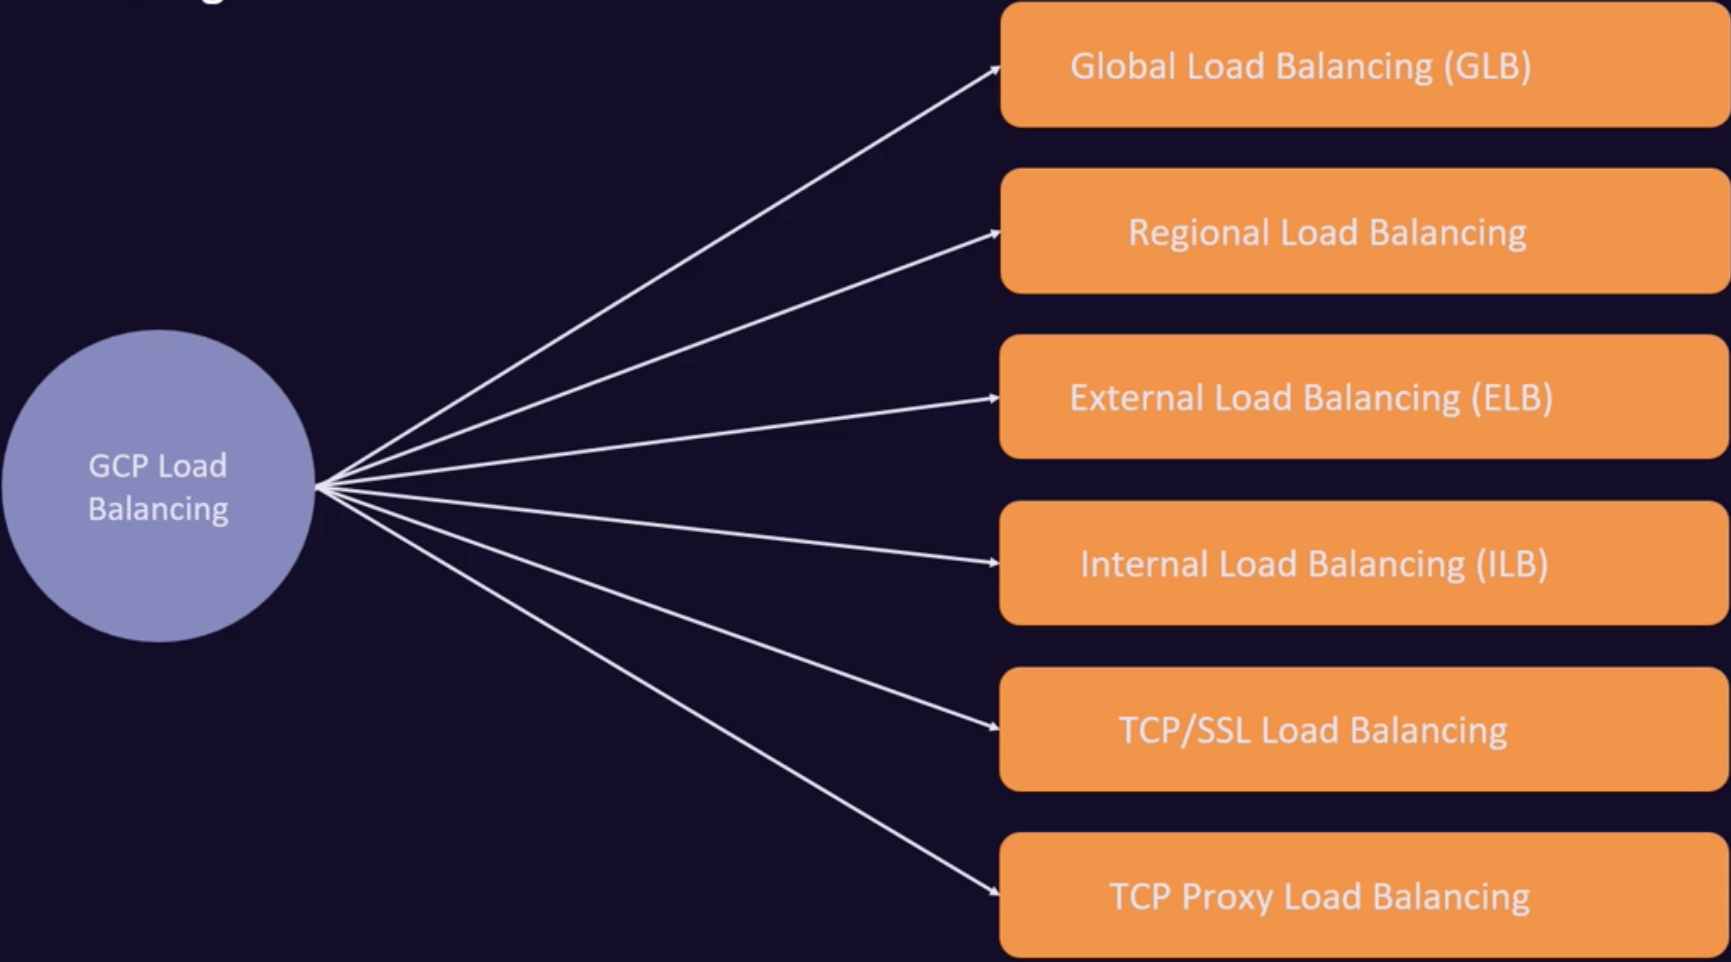 GCP Load
Balancing
Global Load Balancing (GLB)
Regional Load Balancing
External Load Balancing (ELB)
Internal Load Balancing (ILB)
TCP/SSL Load Balancing
TCP Proxy Load Balancing